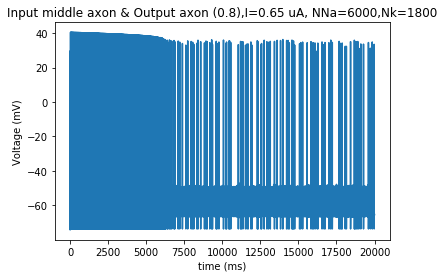 Input middle axon & Output axon (0.8),I=0.65 uA, NNa=6000,Nk=1800
40
20
0
−20
−40
−60
Voltage (mV)
0 2500 5000 7500 10000 12500 15000 17500 20000
time (ms)